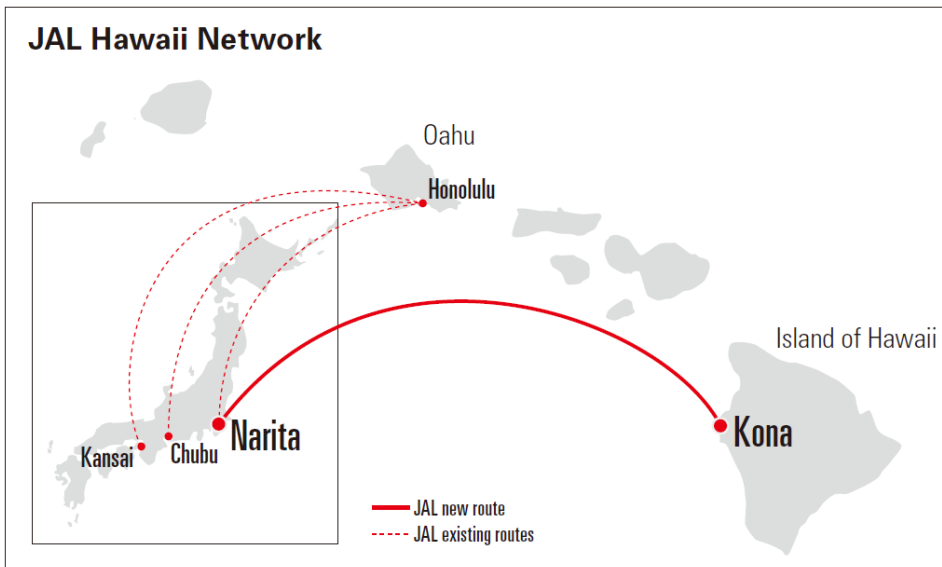 JAL Hawaii Network
Oahu
Honolulu
Island of Hawaii
Narita
Kona
Kansai
Chubu
JAL new route
JAL existing routes